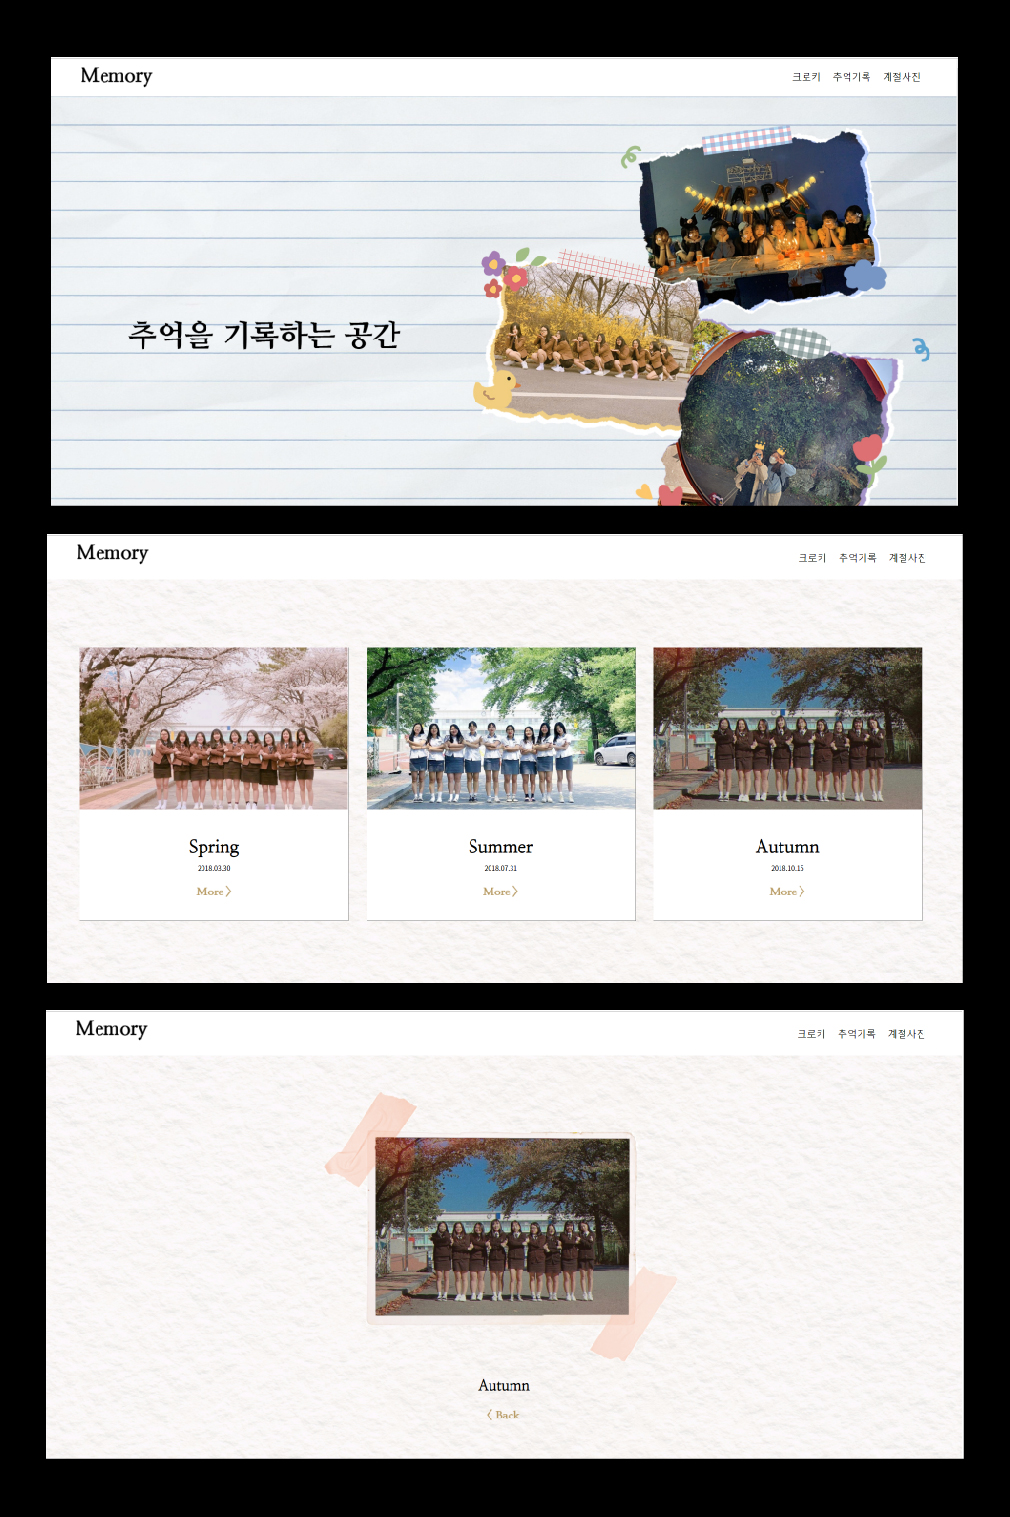 Memory
크로키 추억기록 계절사진
HAPPY
추억을 기록하는 공간
Memory
크로키 추억기록 계절사진
Spring
2018.03.30
More 〉
Summer
2018.07.31
More 〉
Autumn
2018.10.15
More 〉
Memory
크로키 추억기록 계절사진
Autumn
〈 Back